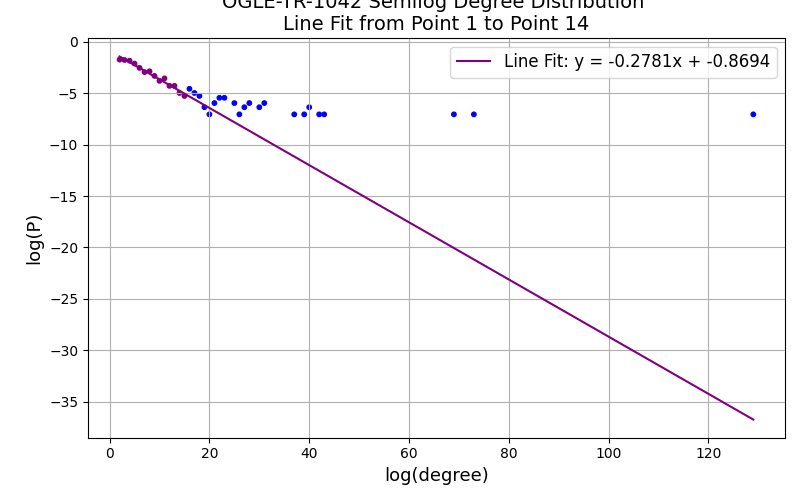 OGLE-TR-1042 Semilog Degree Distribution
Line Fit from Point 1 to Point 14
Line Fit: y = -0.2781x + -0.8694
0
−5
−10
−15
−20
−25
−30
−35
log(P)
0 20 40 60 80 100 120
log(degree)